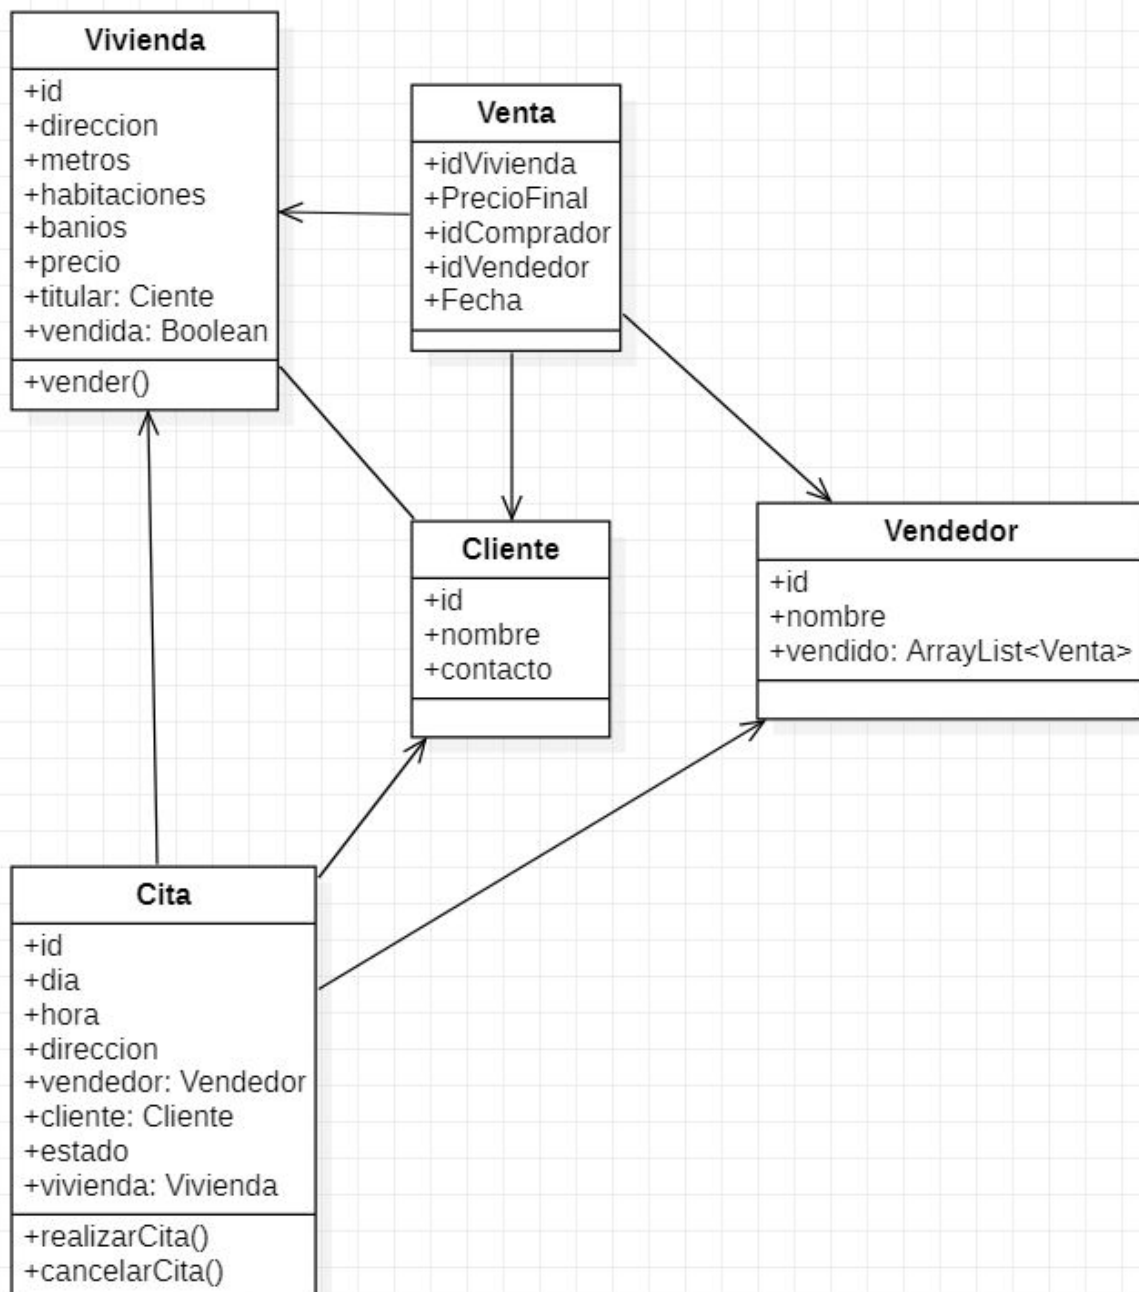 Vivienda
+id
+direccion
+metros
+habitaciones
+banios
+precio
+titular: Ciente
+vendida: Boolean
+vender()
Venta
+idVivienda
+PrecioFinal
+idComprador
+idVendedor
+Fecha
Cliente
+id
+nombre
+contacto
Vendedor
+id
+nombre
+vendido: ArrayList<Venta>
Cita
+id
+dia
+hora
+direccion
+vendedor: Vendedor
+cliente: Cliente
+estado
+vivienda: Vivienda
+realizarCita()
+cancelarCita()